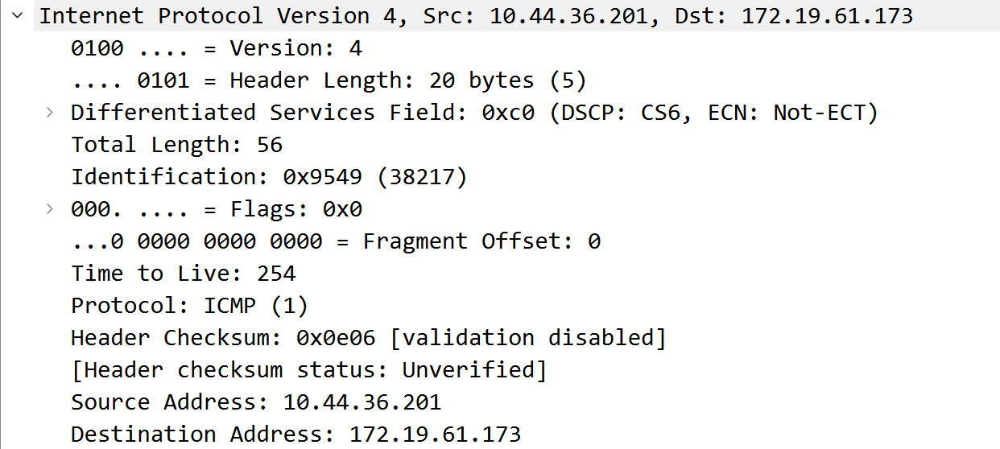 Internet Protocol Version 4, Src: 10.44.36.201, Dst: 172.19.61.173
0100 .... = Version: 4
.... 0101 = Header Length: 20 bytes (5)
Differentiated Services Field: 0xc0 (DSCP: CS6, ECN: Not-ECT)
Total Length: 56
Identification: 0x9549 (38217)
000. .... = Flags: 0x0
...0 0000 0000 0000 = Fragment Offset: 0
Time to Live: 254
Protocol: ICMP (1)
Header Checksum: 0x0e06 [validation disabled]
[Header checksum status: Unverified]
Source Address: 10.44.36.201
Destination Address: 172.19.61.173